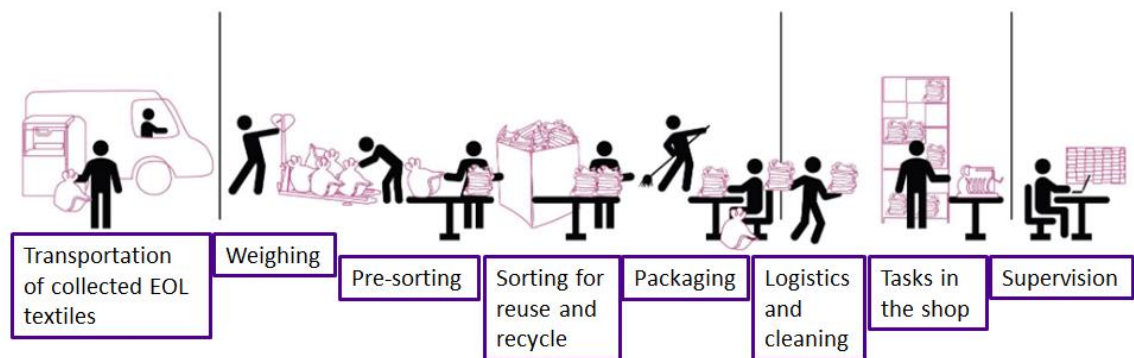 Transportation
of collected EOL
textiles
Weighing
Pre-sorting
Sorting for
reuse and
recycle
Packaging
Logistics
and
cleaning
Tasks in
the shop
Supervision